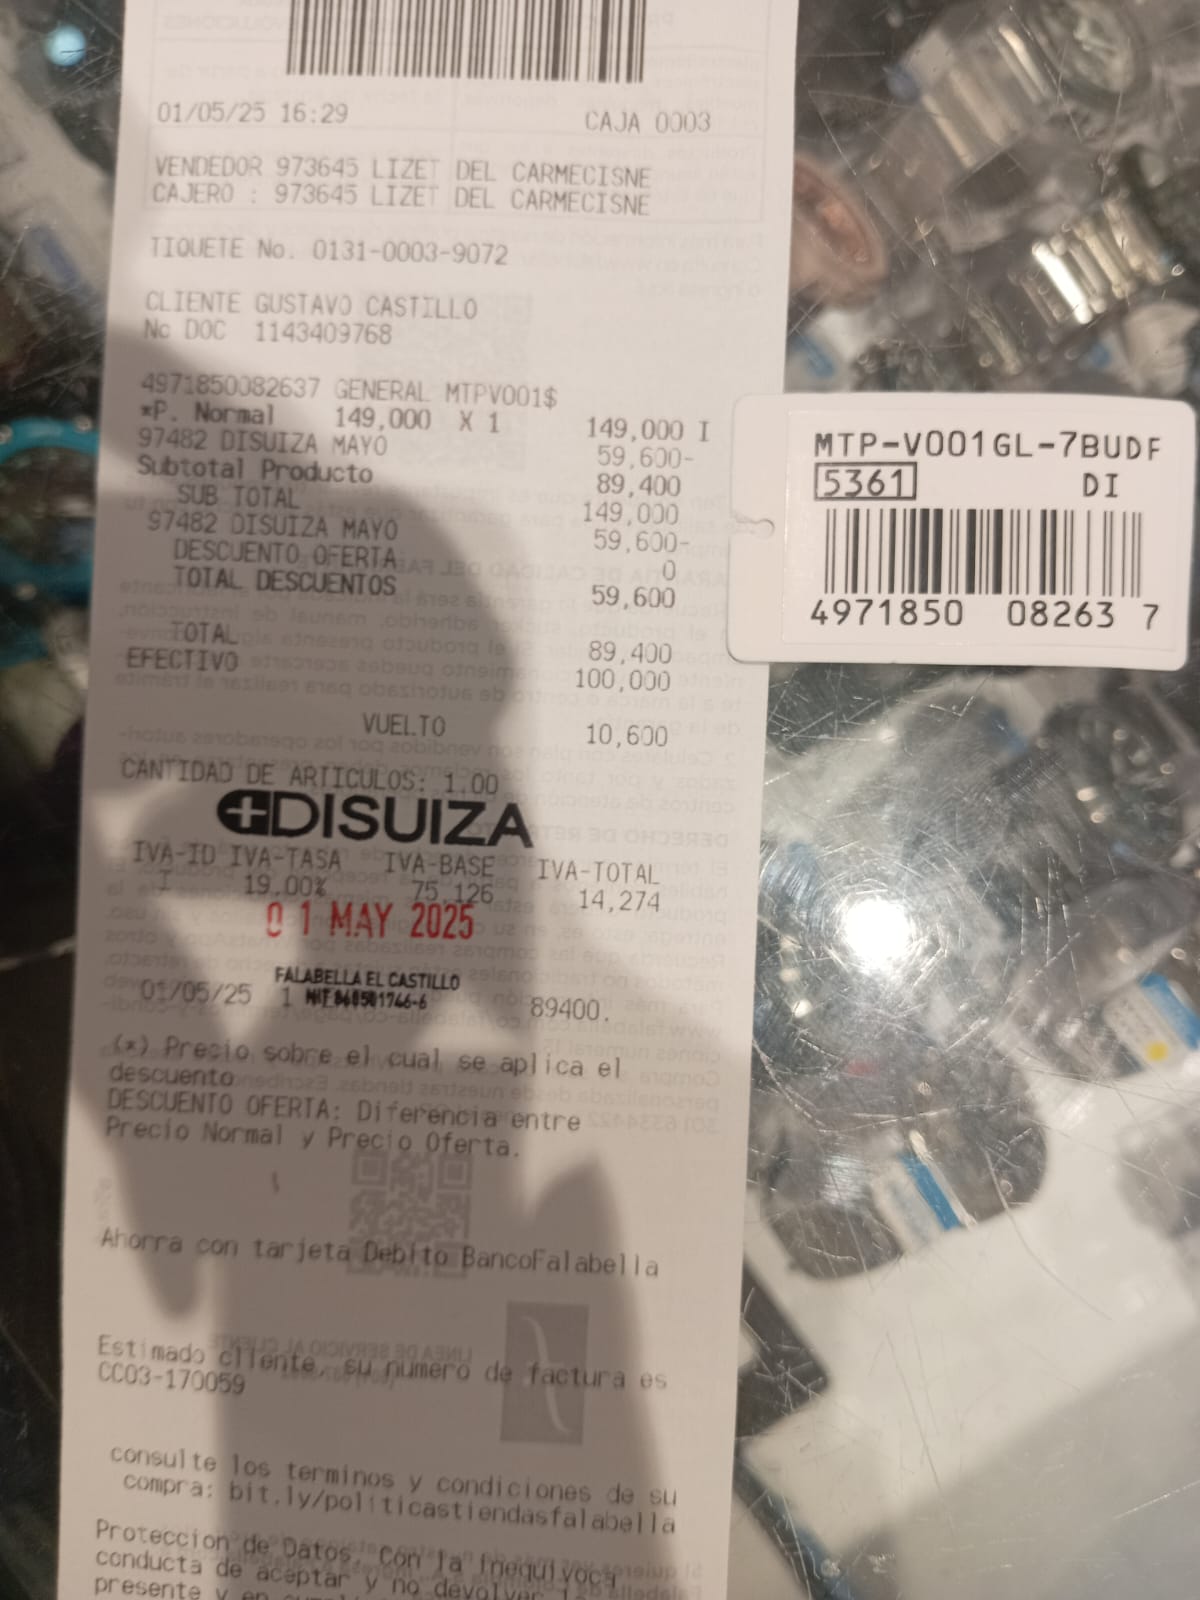 01/05/25 16:29 CAJA 0003
VENDEDOR 973645 LIZET DEL CARMECISNE
CAJERO : 973645 LIZET DEL CARMECISNE
TIQUETE No. 0131-0003-9072
CLIENTE GUSTAVO CASTILLO
No DOC 1143409768
4971850082637 GENERAL MTPV001$
*P. Normal 149,000 X 1 149,000 I
97482 DISUIZA MAYO 59,600-
Subtotal Producto 89,400
SUB TOTAL 149,000
97482 DISUIZA MAYO 59,600-
DESCUENTO OFERTA 0
TOTAL DESCUENTOS 59,600
TOTAL 89,400
EFECTIVO 100,000
VUELTO 10,600
CANTIDAD DE ARTICULOS: 1.00
DISUIZA
IVA-ID IVA-TASA IVA-BASE IVA-TOTAL
I 19.00% 75,126 14,274
01 MAY 2025
FALABELLA EL CASTILLO
01/05/25 1 89400.
(*) Precio sobre el cual se aplica el
descuento
DESCUENTO OFERTA: Diferencia entre
Precio Normal y Precio Oferta.
Ahorra con tarjeta Debito BancoFalabella
Estimado cliente, su numero de factura es
CC03-170059
consulte los terminos y condiciones de su
compra: bit.ly/politicastiendasfalabella
Proteccion de Datos. Con la inequivoca
conducta de aceptar y no devolver
presente y en
MTP-V001GL-7BUDF
5361 DI
4971850 08263 7